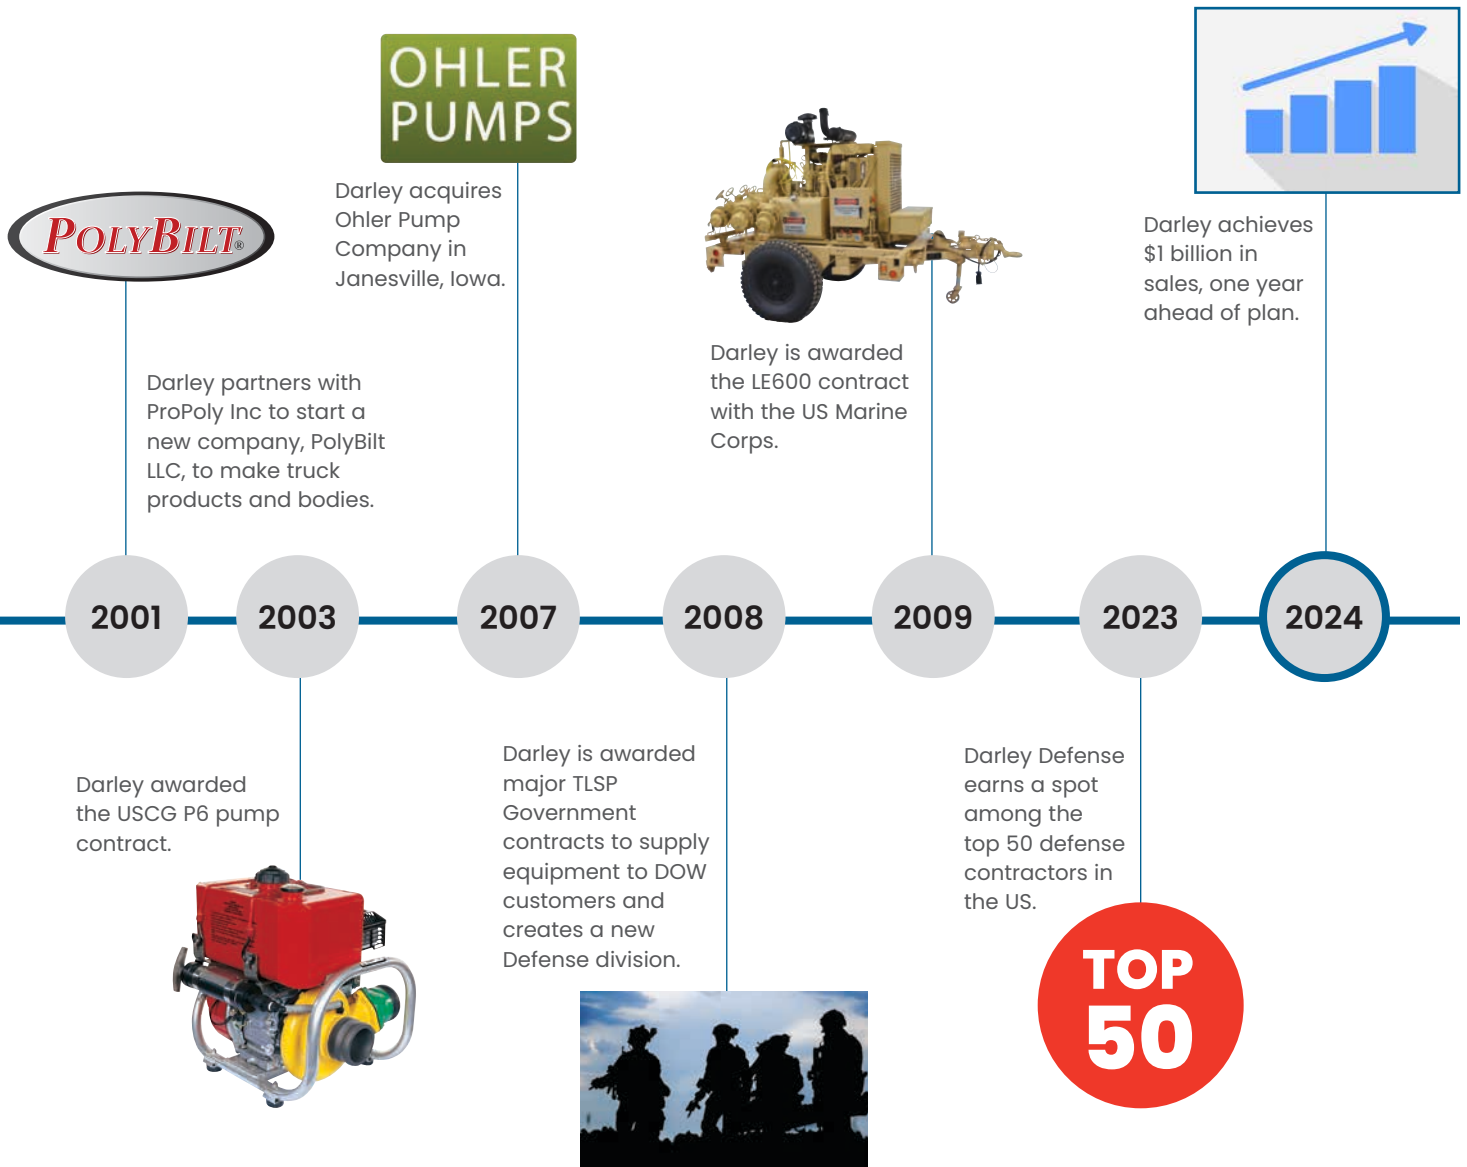 OHLER
PUMPS
POLYBILT®
Darley acquires
Ohler Pump
Company in
Janesville, Iowa.
Darley partners with
ProPoly Inc to start a
new company, PolyBilt
LLC, to make truck
products and bodies.
Darley is awarded
the LE600 contract
with the US Marine
Corps.
Darley achieves
$1 billion in
sales, one year
ahead of plan.
2001
2003
2007
2008
2009
2023
2024
Darley awarded
the USCG P6 pump
contract.
Darley is awarded
major TLSP
Government
contracts to supply
equipment to DOW
customers and
creates a new
Defense division.
Darley Defense
earns a spot
among the
top 50 defense
contractors in
the US.
TOP
50